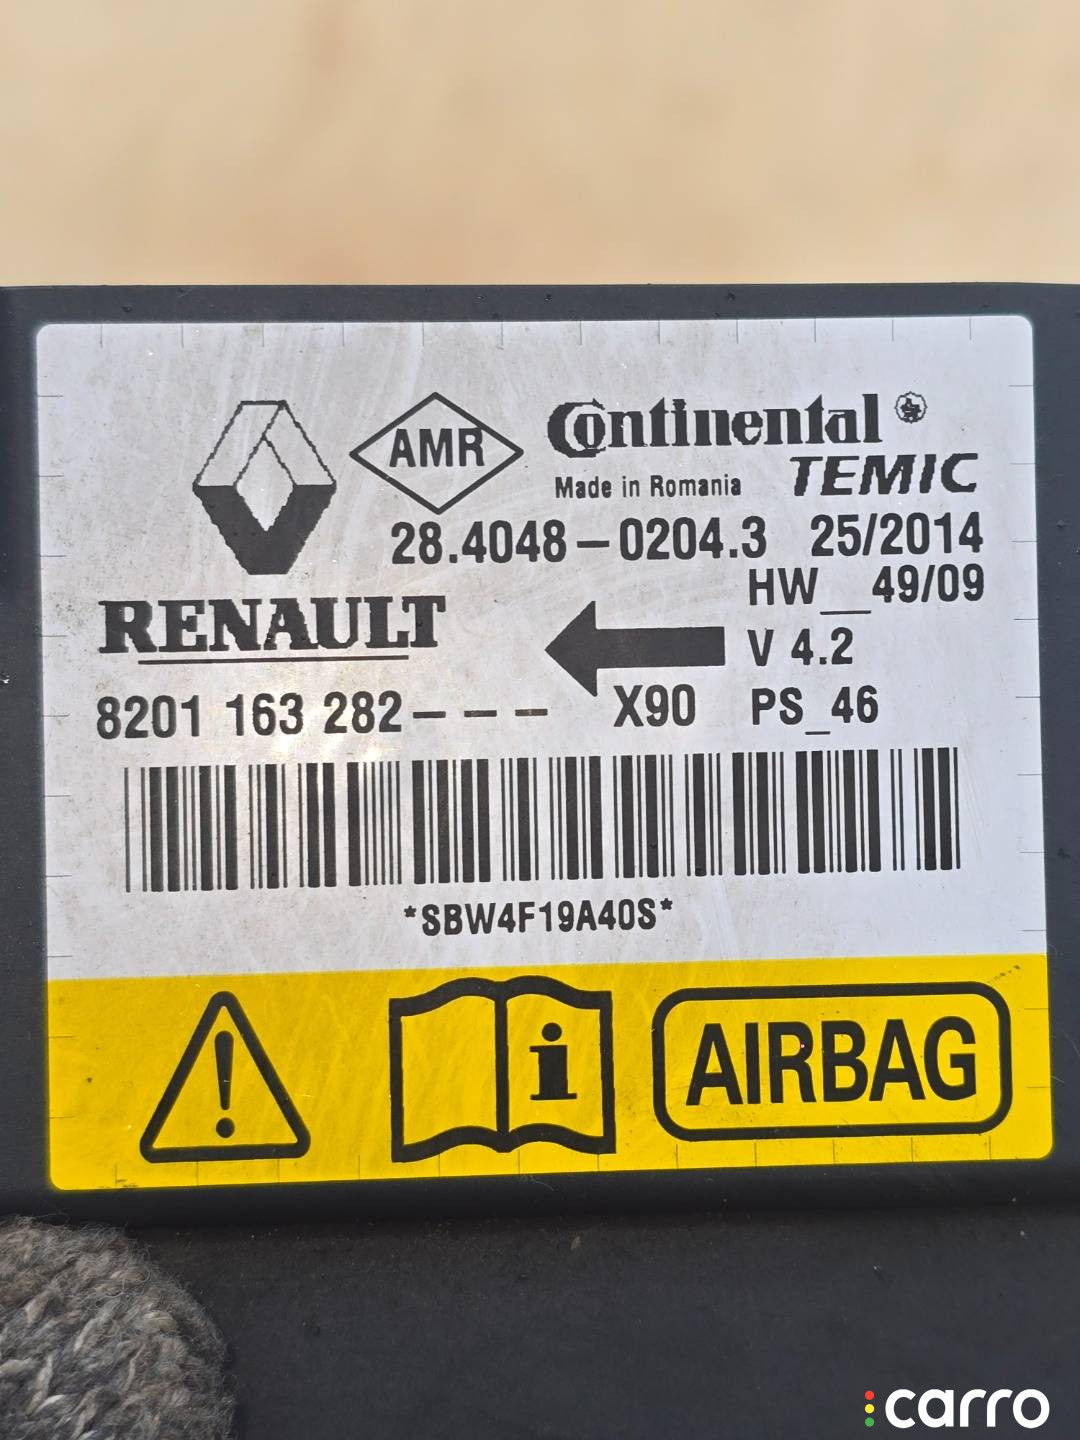 AMR
Continental
Made in Romania TEMIC
28.4048-0204.3 25/2014
HW__49/09
RENAULT
V 4.2
8201 163 282---- X90 PS_46
*SBW4F19A40S*
i
AIRBAG
carro